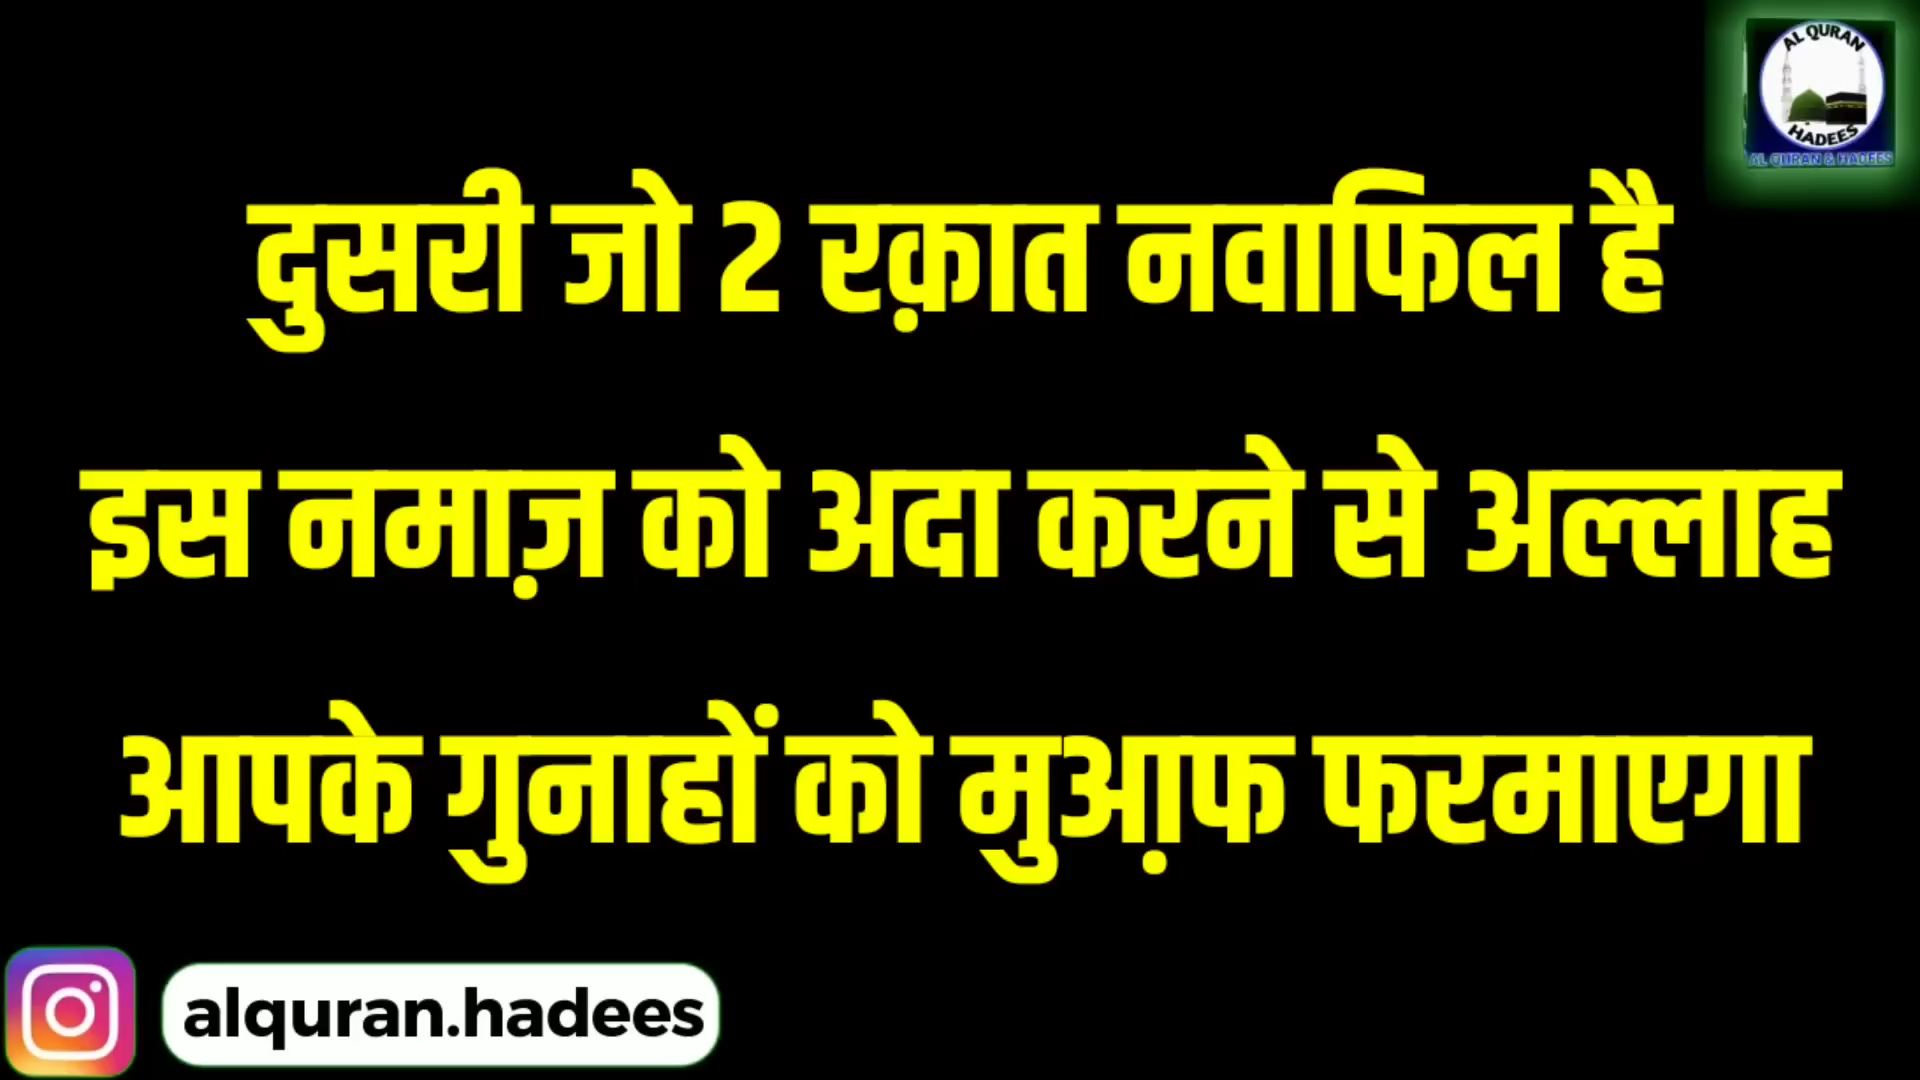 AL QURAN
HADEES
AL QURAN & HADEES
दुसरी जो 2 रक़ात नवाफिल है
इस नमाज़ को अदा करने से अल्लाह
आपके गुनाहों को मुआ़फ फरमाएगा
alquran.hadees